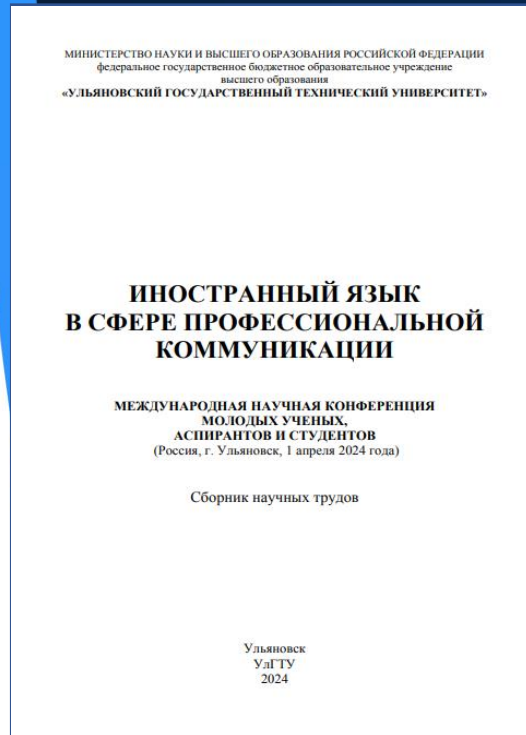 МИНИСТЕРСТВО НАУКИ И ВЫСШЕГО ОБРАЗОВАНИЯ РОССИЙСКОЙ ФЕДЕРАЦИИ
федеральное государственное бюджетное образовательное учреждение
высшего образования
«УЛЬЯНОВСКИЙ ГОСУДАРСТВЕННЫЙ ТЕХНИЧЕСКИЙ УНИВЕРСИТЕТ»
ИНОСТРАННЫЙ ЯЗЫК
В СФЕРЕ ПРОФЕССИОНАЛЬНОЙ
КОММУНИКАЦИИ
МЕЖДУНАРОДНАЯ НАУЧНАЯ КОНФЕРЕНЦИЯ
МОЛОДЫХ УЧЕНЫХ,
АСПИРАНТОВ И СТУДЕНТОВ
(Россия, г. Ульяновск, 1 апреля 2024 года)
Сборник научных трудов
Ульяновск
УлГТУ
2024